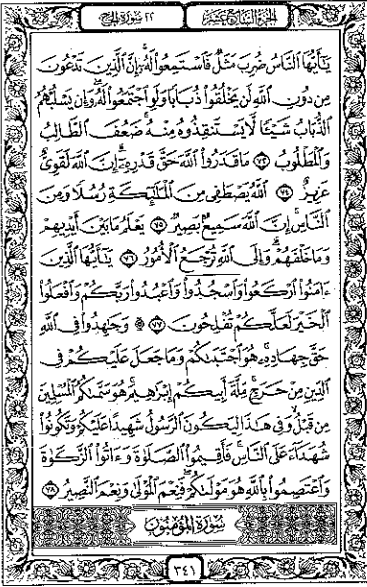 الجزء السابع عشر
٢٢ سورة الحج
يَٰٓأَيُّهَا ٱلنَّاسُ ضُرِبَ مَثَلٞ فَٱسۡتَمِعُواْ لَهُۥٓۚ إِنَّ ٱلَّذِينَ تَدۡعُونَ
مِن دُونِ ٱللَّهِ لَن يَخۡلُقُواْ ذُبَابٗا وَلَوِ ٱجۡتَمَعُواْ لَهُۥۖ وَإِن يَسۡلُبۡهُمُ
ٱلذُّبَابُ شَيۡـٔٗا لَّا يَسۡتَنقِذُوهُ مِنۡهُۚ ضَعُفَ ٱلطَّالِبُ
وَٱلۡمَطۡلُوبُ ٧٣ مَا قَدَرُواْ ٱللَّهَ حَقَّ قَدۡرِهِۦٓۚ إِنَّ ٱللَّهَ لَقَوِيٌّ
عَزِيزٌ ٧٤ ٱللَّهُ يَصۡطَفِي مِنَ ٱلۡمَلَٰٓئِكَةِ رُسُلٗا وَمِنَ
ٱلنَّاسِۚ إِنَّ ٱللَّهَ سَمِيعُۢ بَصِيرٞ ٧٥ يَعۡلَمُ مَا بَيۡنَ أَيۡدِيهِمۡ
وَمَا خَلۡفَهُمۡۚ وَإِلَى ٱللَّهِ تُرۡجَعُ ٱلۡأُمُورُ ٧٦ يَٰٓأَيُّهَا ٱلَّذِينَ
ءَامَنُواْ ٱرۡكَعُواْ وَٱسۡجُدُواْ وَٱعۡبُدُواْ رَبَّكُمۡ وَٱفۡعَلُواْ
ٱلۡخَيۡرَ لَعَلَّكُمۡ تُفۡلِحُونَ ۩ ٧٧ وَجَٰهِدُواْ فِي ٱللَّهِ
حَقَّ جِهَادِهِۦۚ هُوَ ٱجۡتَبَىٰكُمۡ وَمَا جَعَلَ عَلَيۡكُمۡ فِي
ٱلدِّينِ مِنۡ حَرَجٖۚ مِّلَّةَ أَبِيكُمۡ إِبۡرَٰهِيمَۚ هُوَ سَمَّىٰكُمُ ٱلۡمُسۡلِمِينَ
مِن قَبۡلُ وَفِي هَٰذَا لِيَكُونَ ٱلرَّسُولُ شَهِيدًا عَلَيۡكُمۡ وَتَكُونُواْ
شُهَدَآءَ عَلَى ٱلنَّاسِۚ فَأَقِيمُواْ ٱلصَّلَوٰةَ وَءَاتُواْ ٱلزَّكَوٰةَ
وَٱعۡتَصِمُواْ بِٱللَّهِ هُوَ مَوۡلَىٰكُمۡۖ فَنِعۡمَ ٱلۡمَوۡلَىٰ وَنِعۡمَ ٱلنَّصِيرُ ٧٨
سورة المؤمنون
٣٤١